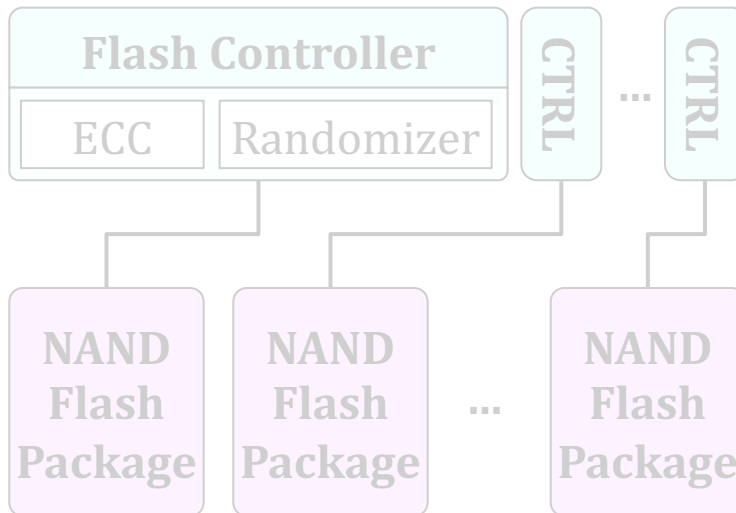 Flash Controller
ECC
Randomizer
CTRL
...
CTRL
NAND
Flash
Package
NAND
Flash
Package
...
NAND
Flash
Package